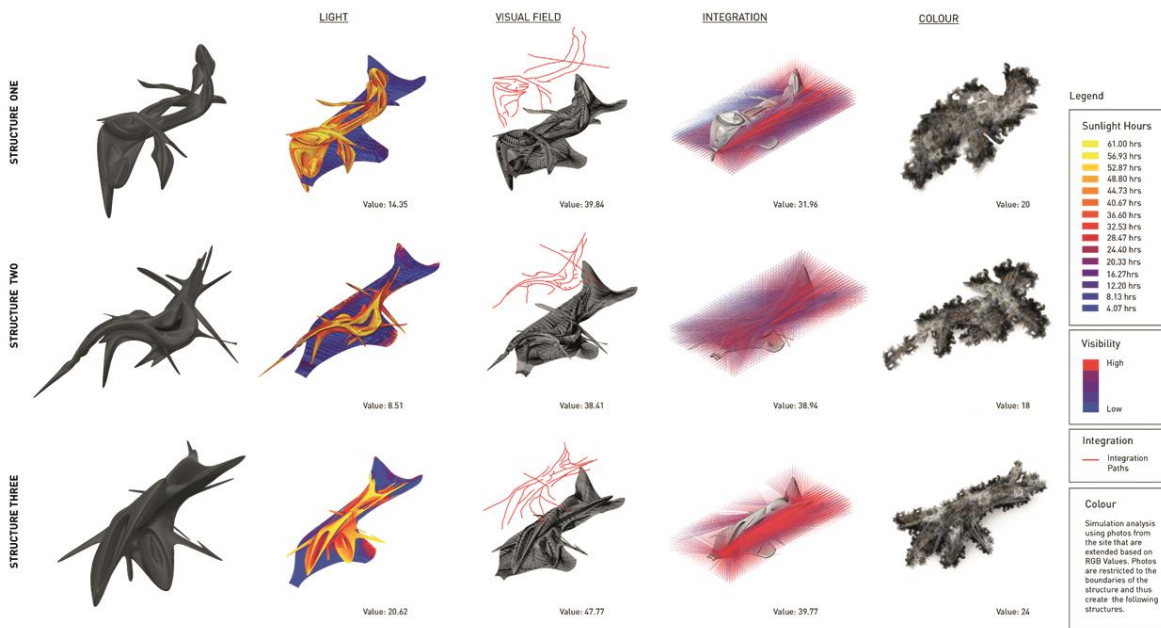 LIGHT
VISUAL FIELD
INTEGRATION
COLOUR
STRUCTURE ONE
Value: 14.35
Value: 39.84
Value: 31.96
Value: 20
STRUCTURE TWO
Value: 8.51
Value: 38.41
Value: 38.94
Value: 18
STRUCTURE THREE
Value: 20.62
Value: 47.77
Value: 39.77
Value: 24
Legend
Sunlight Hours
61.00 hrs
56.93 hrs
52.87 hrs
48.80 hrs
44.73 hrs
40.67 hrs
36.60 hrs
32.53 hrs
28.47 hrs
24.40 hrs
20.33 hrs
16.27hrs
12.20 hrs
8.13 hrs
4.07 hrs
Visibility
High
Low
Integration
Integration
Paths
Colour
Simulation analysis
using photos from
the site that are
extended based on
RGB Values. Photos
are restricted to the
boundaries of the
structure and thus
create the following
structures.